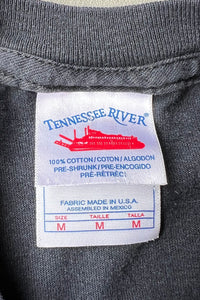 TENNESSEE RIVER
100% COTTON/COTON/ALGODON
PRE-SHRUNK/PRE-ENCOGIDO
PRÉ-RÉTRÉCI
FABRIC MADE IN U.S.A.
ASSEMBLED IN MEXICO
SIZE TAILLE TALLA
M M M